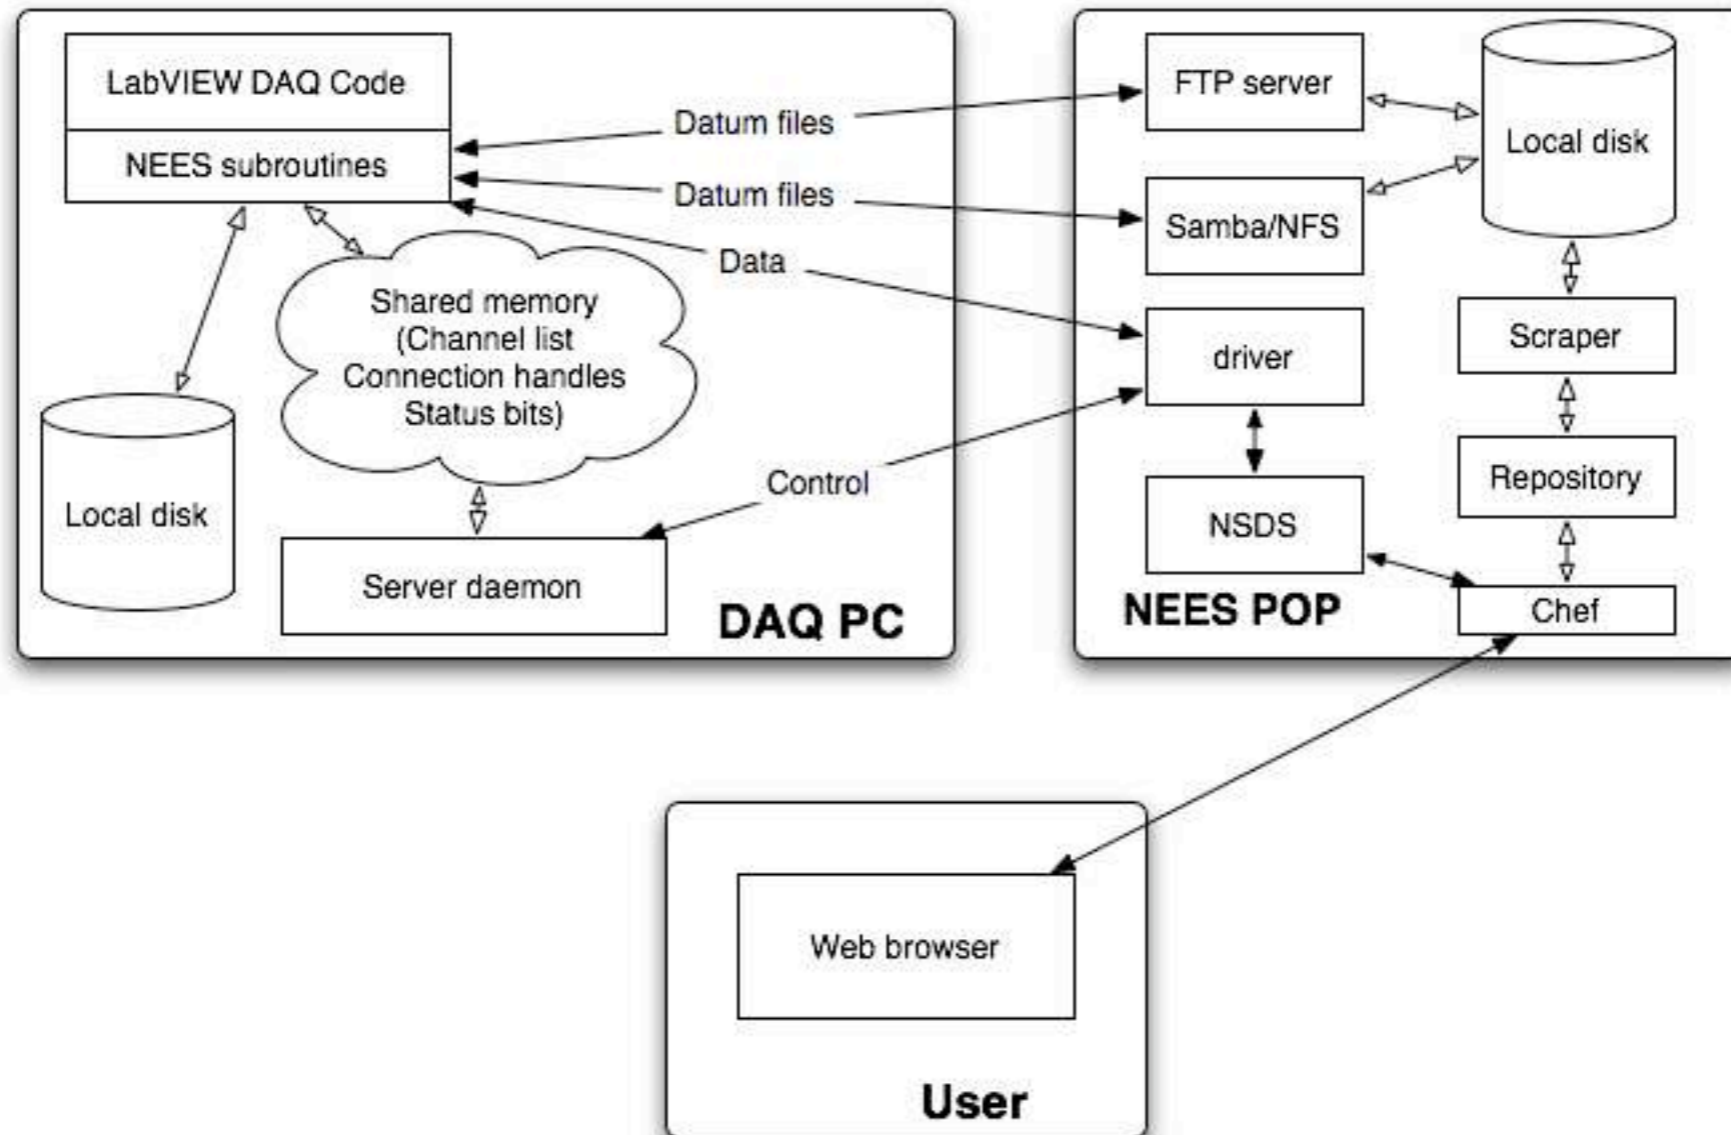 LabVIEW DAQ Code
NEES subroutines
Datum files
Datum files
Data
Shared memory
(Channel list
Connection handles
Status bits)
Local disk
Control
Server daemon
DAQ PC
FTP server
Local disk
Samba/NFS
driver
Scraper
Repository
NSDS
Chef
NEES POP
Web browser
User